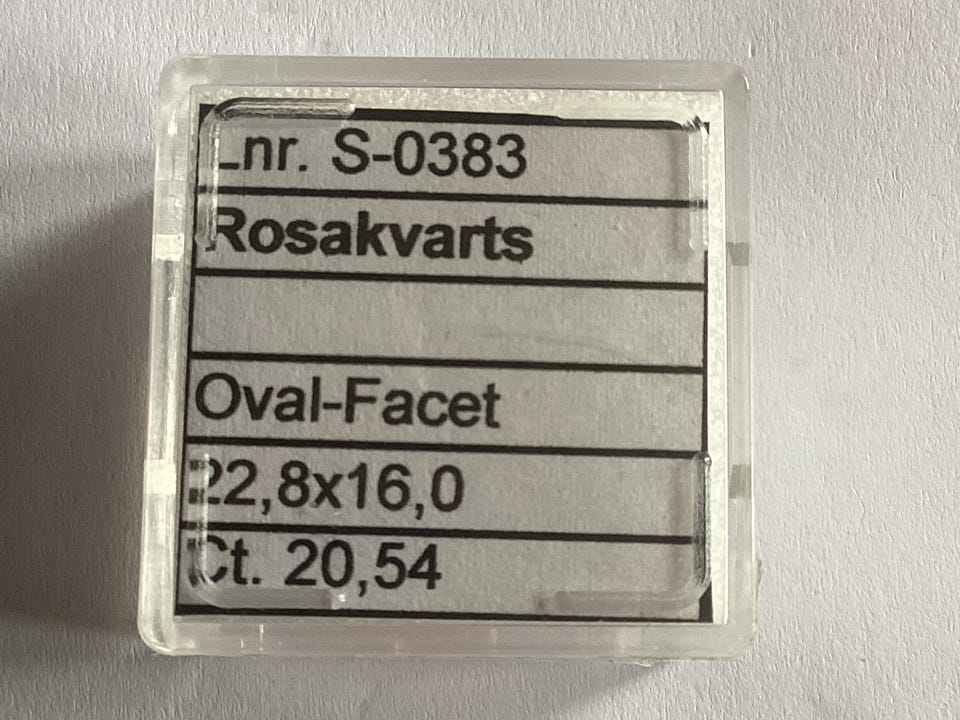 Lnr. S-0383
Rosakvarts
Oval-Facet
22,8x16,0
Ct. 20,54